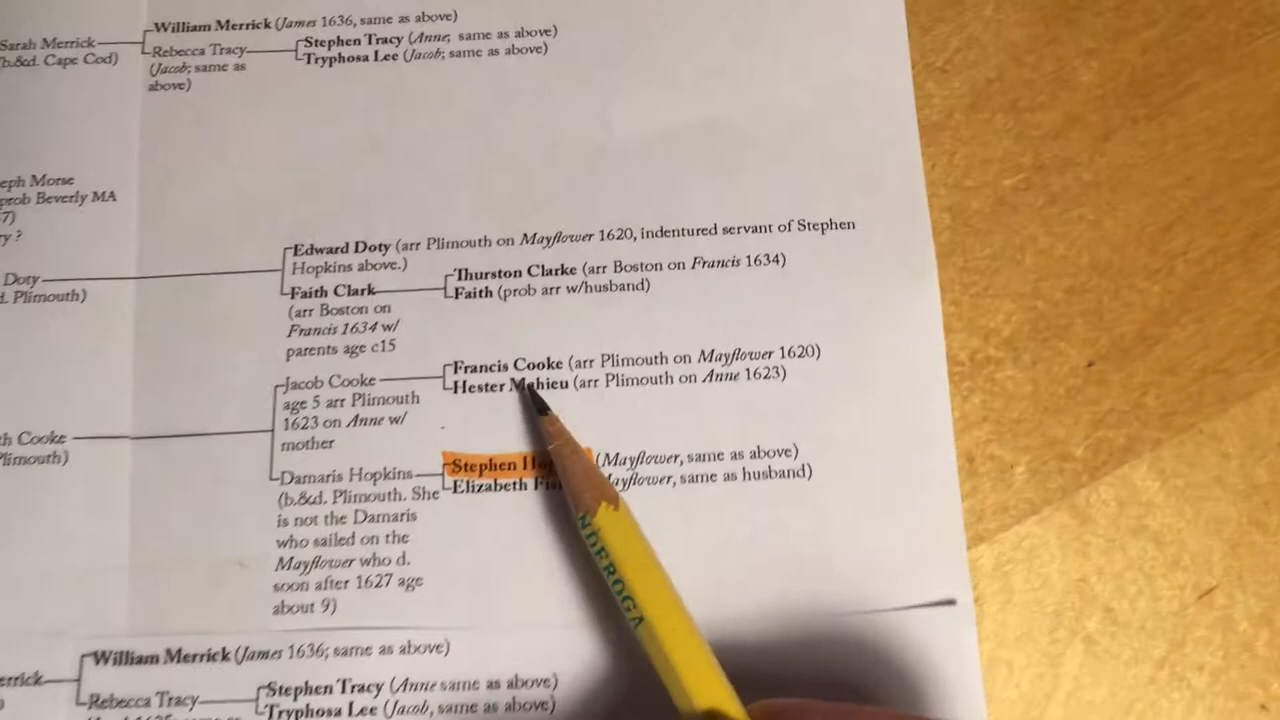 William Merrick (James 1636, same as above)
Sarah Merrick
(b.&d. Cape Cod)
Rebecca Tracy
(Jacob; same as
above)
Stephen Tracy (Anne; same as above)
Tryphosa Lee (Jacob; same as above)
eph Morse
prob Beverly MA
7)
ry ?
Doty
d. Plimouth)
Edward Doty (arr Plimouth on Mayflower 1620, indentured servant of Stephen
Hopkins above.)
Faith Clark
(arr Boston on
Francis 1634 w/
parents age c15
Thurston Clarke (arr Boston on Francis 1634)
Faith (prob arr w/husband)
th Cooke
Plimouth)
Jacob Cooke
age 5 arr Plimouth
1623 on Anne w/
mother
Francis Cooke (arr Plimouth on Mayflower 1620)
Hester Mahieu (arr Plimouth on Anne 1623)
Damaris Hopkins
(b.&d. Plimouth. She
is not the Damaris
who sailed on the
Mayflower who d.
soon after 1627 age
about 9)
Stephen (Mayflower, same as above)
Elizabeth Mayflower, same as husband)
errick
William Merrick (James 1636; same as above)
Rebecca Tracy
Stephen Tracy (Anne same as above)
Tryphosa Lee (Jacob, same as above)
NDEROGA